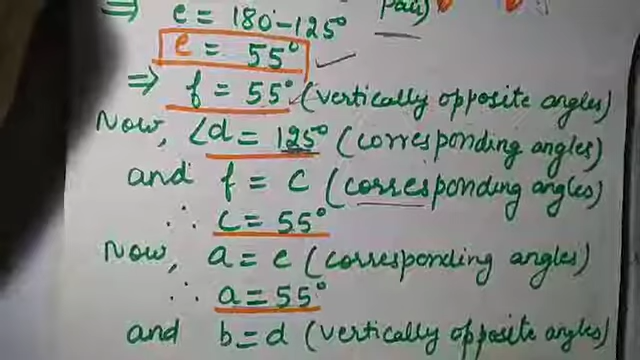 ⇒ e = 180-125° pair)
e = 55°
⇒ f = 55° (vertically opposite angles)
Now, ∠d = 125° (corresponding angles)
and f = c (corresponding angles)
∴ c = 55°
Now, a = e (corresponding angles)
∴ a = 55°
and b = d (vertically opposite angles)